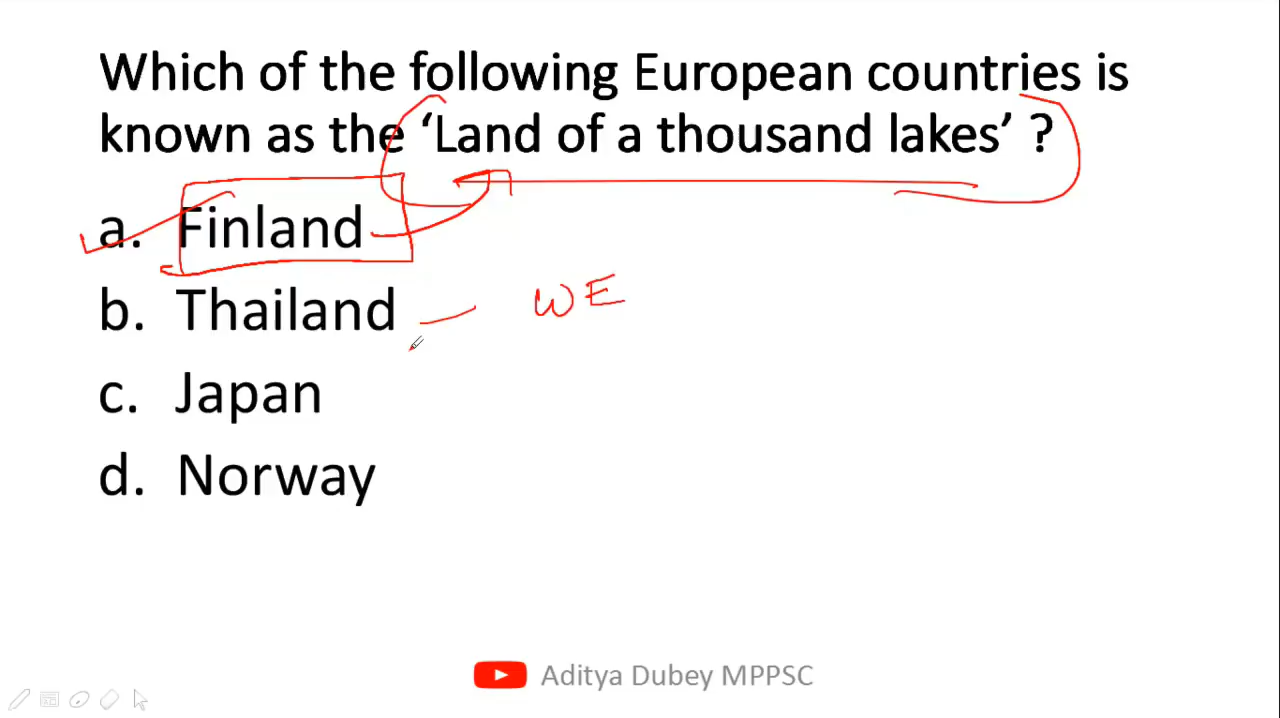 Which of the following European countries is
known as the ‘Land of a thousand lakes’ ?
a. Finland
b. Thailand — WE
c. Japan
d. Norway
Aditya Dubey MPPSC